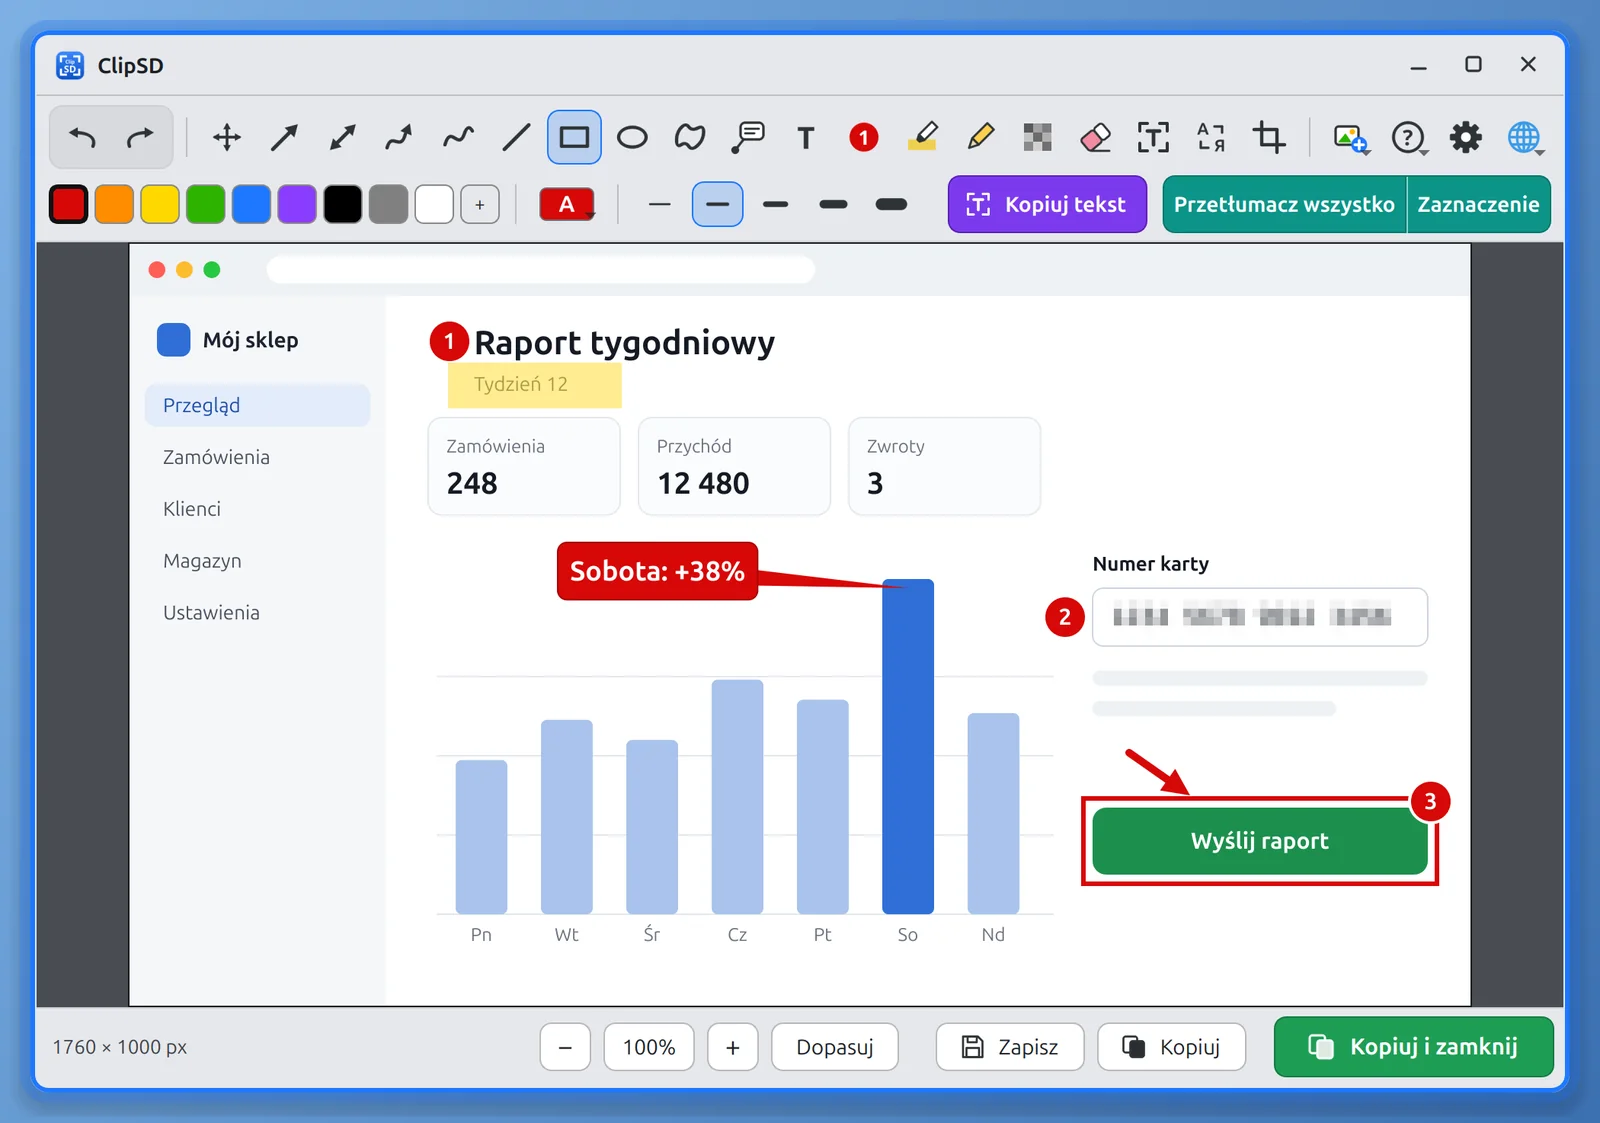 ClipSD
T
1
T
A
Я
?
+
A
T
Kopiuj tekst
Przetłumacz wszystko
Zaznaczenie
Mój sklep
Przegląd
Zamówienia
Klienci
Magazyn
Ustawienia
1
Raport tygodniowy
Tydzień 12
Zamówienia
248
Przychód
12 480
Zwroty
3
Sobota: +38%
Pn
Wt
Śr
Cz
Pt
So
Nd
Numer karty
2
3
Wyślij raport
1760 × 1000 px
−
100%
+
Dopasuj
Zapisz
Kopiuj
Kopiuj i zamknij